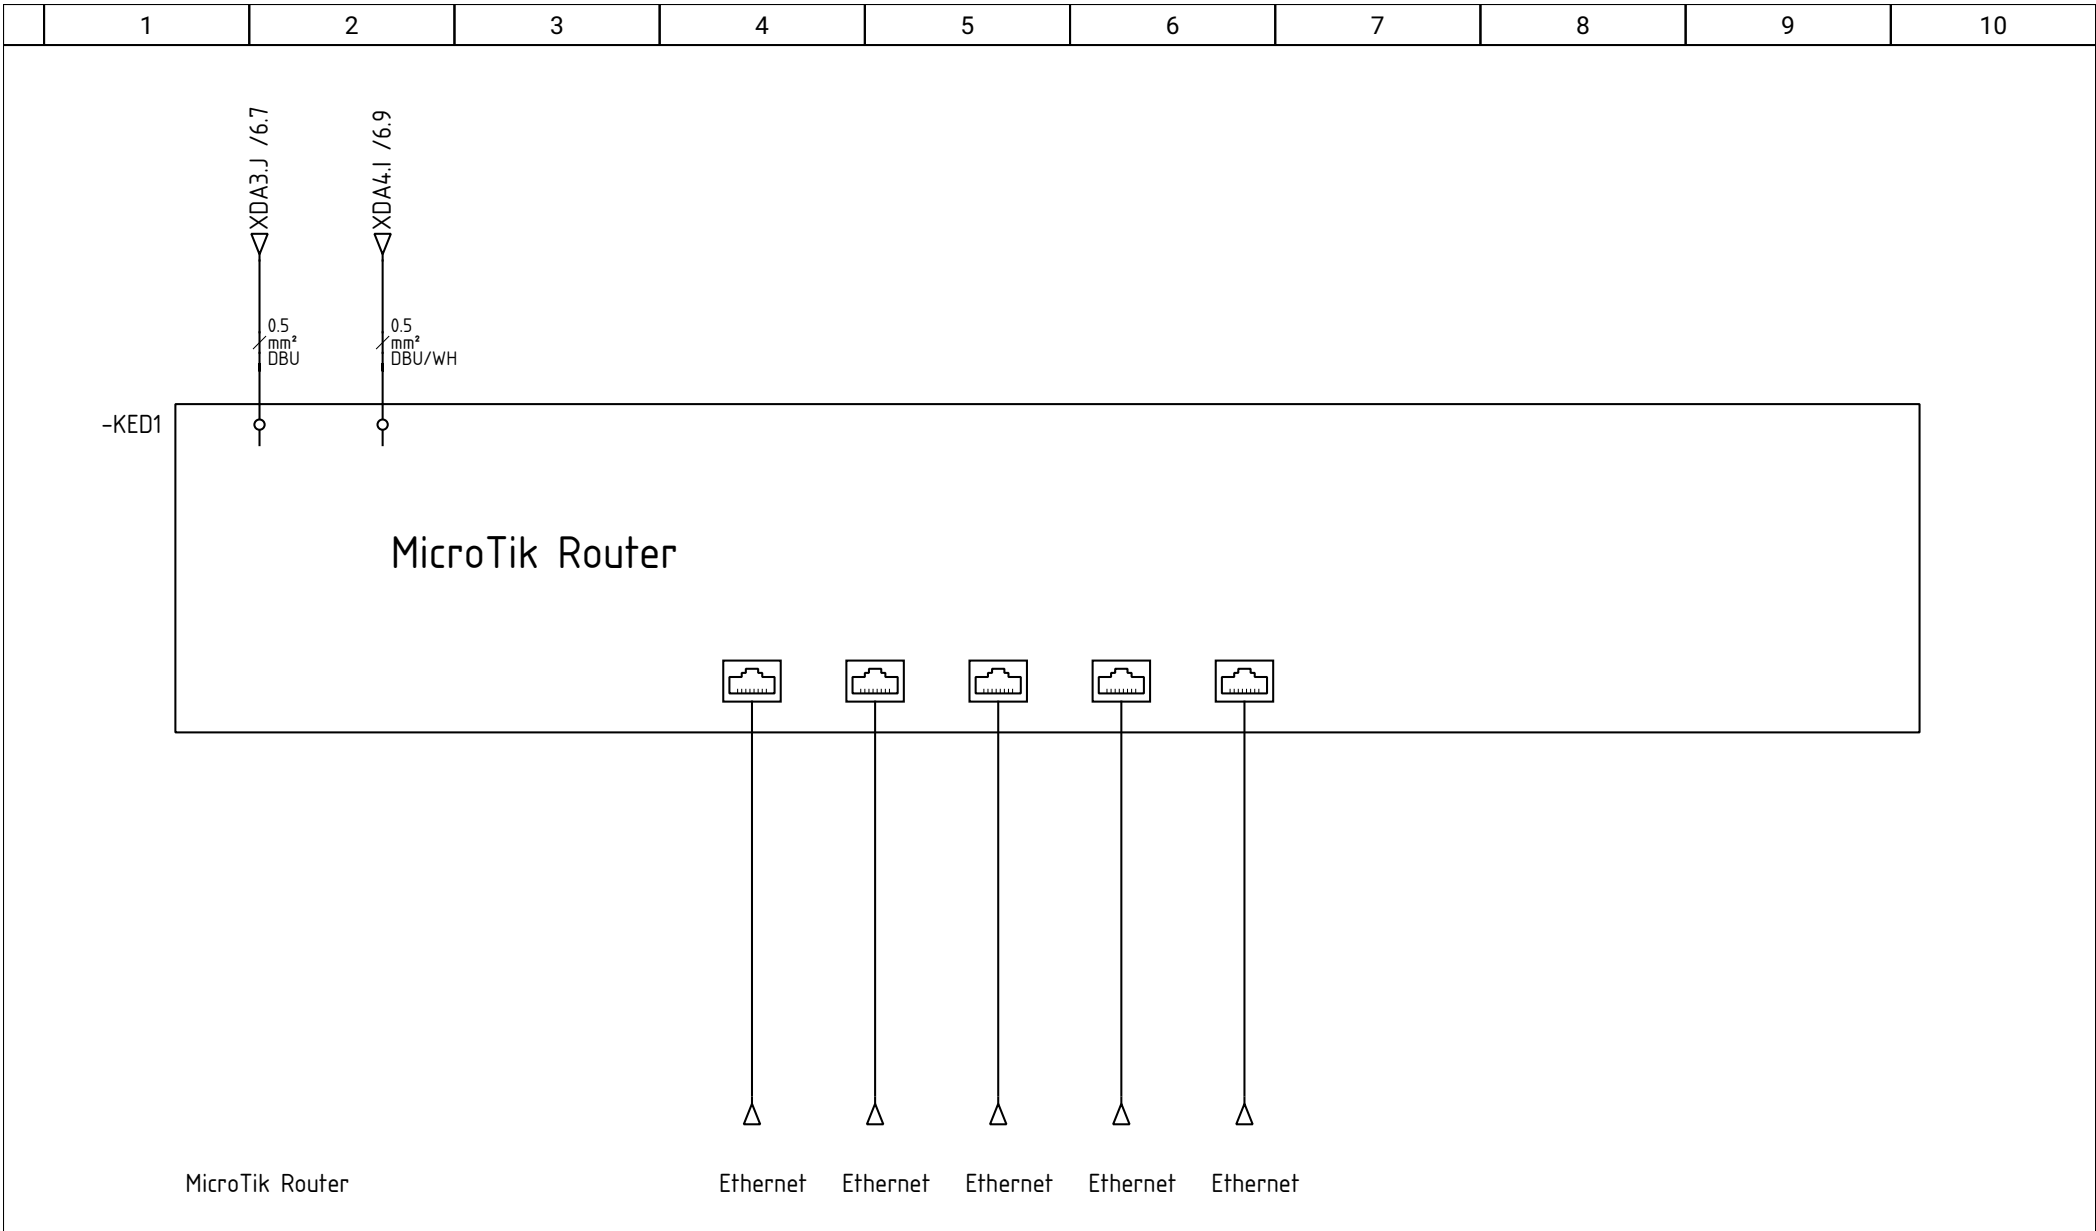 1 2 3 4 5 6 7 8 9 10
XDA3.J /6.7
XDA4.I /6.9
0.5
mm²
DBU
0.5
mm²
DBU/WH
-KED1
MicroTik Router
MicroTik Router
Ethernet Ethernet Ethernet Ethernet Ethernet